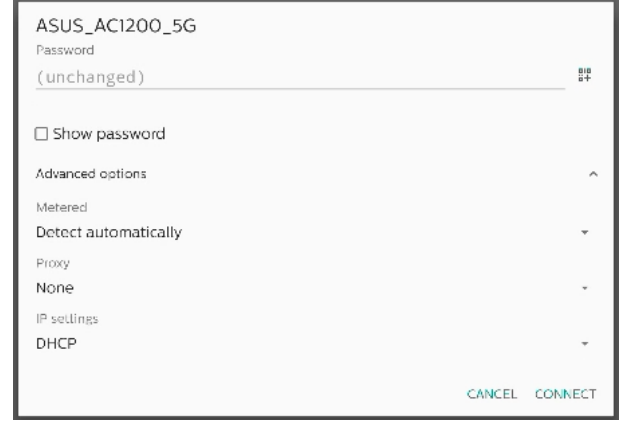 ASUS_AC1200_5G
Password
(unchanged)
Show password
Advanced options
Metered
Detect automatically
Proxy
None
IP settings
DHCP
CANCEL CONNECT